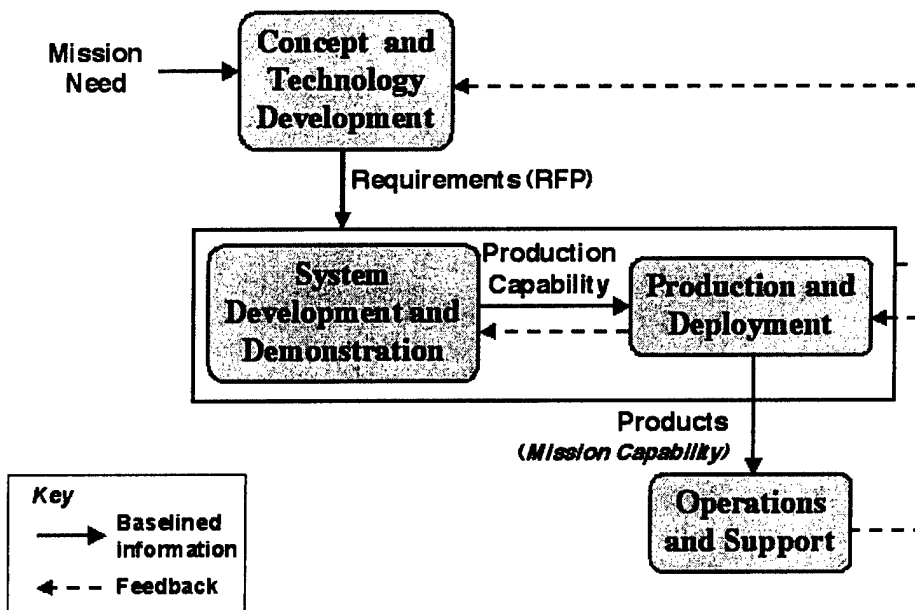 Mission
Need
Concept and
Technology
Development
Requirements (RFP)
System
Development and
Demonstration
Production
Capability
Production and
Deployment
Products
(Mission Capability)
Operations
and Support
Key
Baselined
information
Feedback